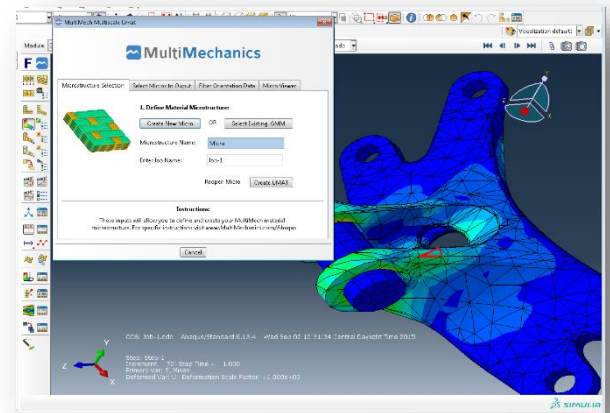 MultiMech Multiscale Umat
Visualization defaults
Module
MultiMechanics
Microstructure Selection
Select Micros to Output
Fiber Orientation Data
Micro Viewer
1. Define Material Microstructure:
Create New Micro
OR
Select Existing .GMIM
Microstructure Name:
Micro
Enter Job Name:
Job-1
Reopen Micro
Create UMAT
Instructions
These inputs will allow you to define and create your MultiMech material
microstructure. For specific instructions visit www.MultiMechanics.com/Abaqus
Cancel
ODB: Job-1.odb Abaqus/Standard 6.13-4 Wed Sep 02 10:31:34 Central Daylight Time 2015
Step: Step-1
Increment 72: Step Time = 1.000
Primary Var: S, Mises
Deformed Var: U Deformation Scale Factor: +1.000e+00
Y
Z
X
SIMULIA